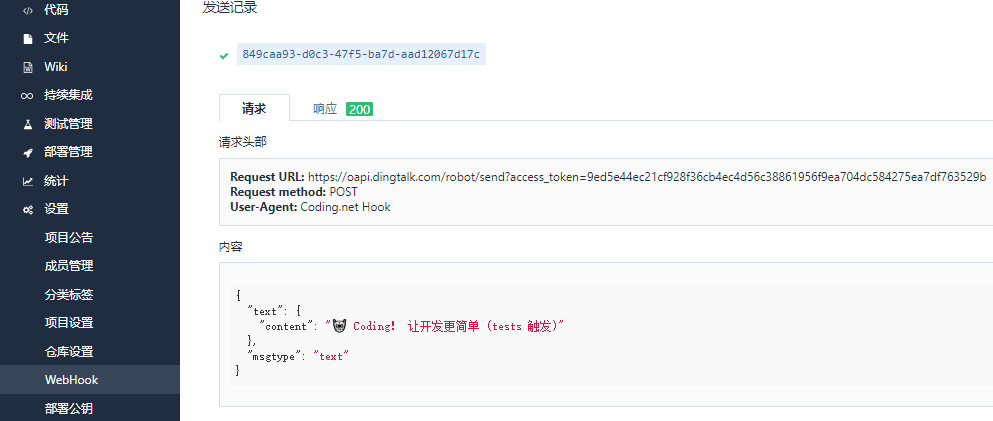 代码
文件
Wiki
持续集成
测试管理
部署管理
统计
设置
项目公告
成员管理
分类标签
项目设置
仓库设置
WebHook
部署公钥
发送记录
849caa93-d0c3-47f5-ba7d-aad12067d17c
请求 响应 200
请求头部
Request URL: https://oapi.dingtalk.com/robot/send?access_token=9ed5e44ec21cf928f36cb4ec4d56c38861956f9ea704dc584275ea7df763529b
Request method: POST
User-Agent: Coding.net Hook
内容
{
"text": {
"content": "🐺 Coding! 让开发更简单 (tests 触发)"
},
"msgtype": "text"
}